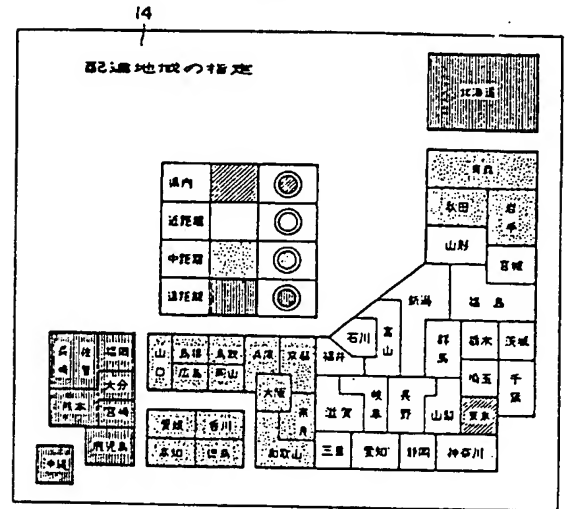 14
配達地域の指定
北海道
県内
近距離
中距離
遠距離
青森
秋田
岩手
山形
宮城
新潟
福島
石川
富山
福井
群馬
栃木
茨城
埼玉
千葉
東京
長崎
佐賀
福岡
大分
熊本
宮崎
鹿児島
沖縄
山口
島根
鳥取
広島
岡山
兵庫
京都
大阪
奈良
和歌山
愛媛
香川
高知
徳島
滋賀
岐阜
長野
山梨
三重
愛知
静岡
神奈川